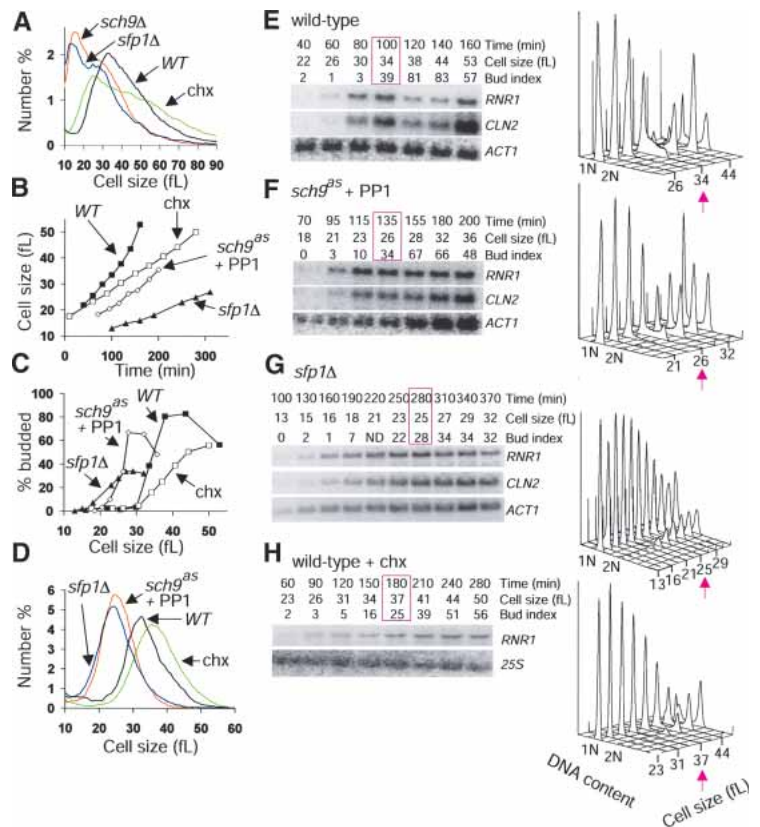 A
sch9Δ
sfp1Δ
WT
chx
Number %
2
1
0
10 20 30 40 50 60 70 80 90
Cell size (fL)
B
WT
chx
sch9as
+ PP1
sfp1Δ
Cell size (fL)
50
40
30
20
10
0 100 200 300
Time (min)
C
sch9as
+ PP1
WT
sfp1Δ
chx
% budded
100
80
60
40
20
0
10 20 30 40 50
Cell size (fL)
D
sfp1Δ
sch9as
+ PP1
WT
chx
Number %
6
5
4
3
2
1
0
10 20 30 40 50 60
Cell size (fL)
E wild-type
40 60 80 100 120 140 160 Time (min)
22 26 30 34 38 44 53 Cell size (fL)
2 1 3 39 81 83 57 Bud index
RNR1
CLN2
ACT1
1N 2N
26 34 44
F sch9as + PP1
70 95 115 135 155 180 200 Time (min)
18 21 23 26 28 32 36 Cell size (fL)
0 3 10 34 67 66 48 Bud index
RNR1
CLN2
ACT1
1N 2N
21 26 32
G sfp1Δ
100 130 160 190 220 250 280 310 340 370 Time (min)
13 15 16 18 21 23 25 27 29 32 Cell size (fL)
0 2 1 7 ND 22 28 34 34 32 Bud index
RNR1
CLN2
ACT1
1N 2N
13 16 21 25 29
H wild-type + chx
60 90 120 150 180 210 240 280 Time (min)
23 26 31 34 37 41 44 50 Cell size (fL)
2 3 5 16 25 39 51 56 Bud index
RNR1
25S
1N 2N
23 31 37 44
DNA content
Cell size (fL)